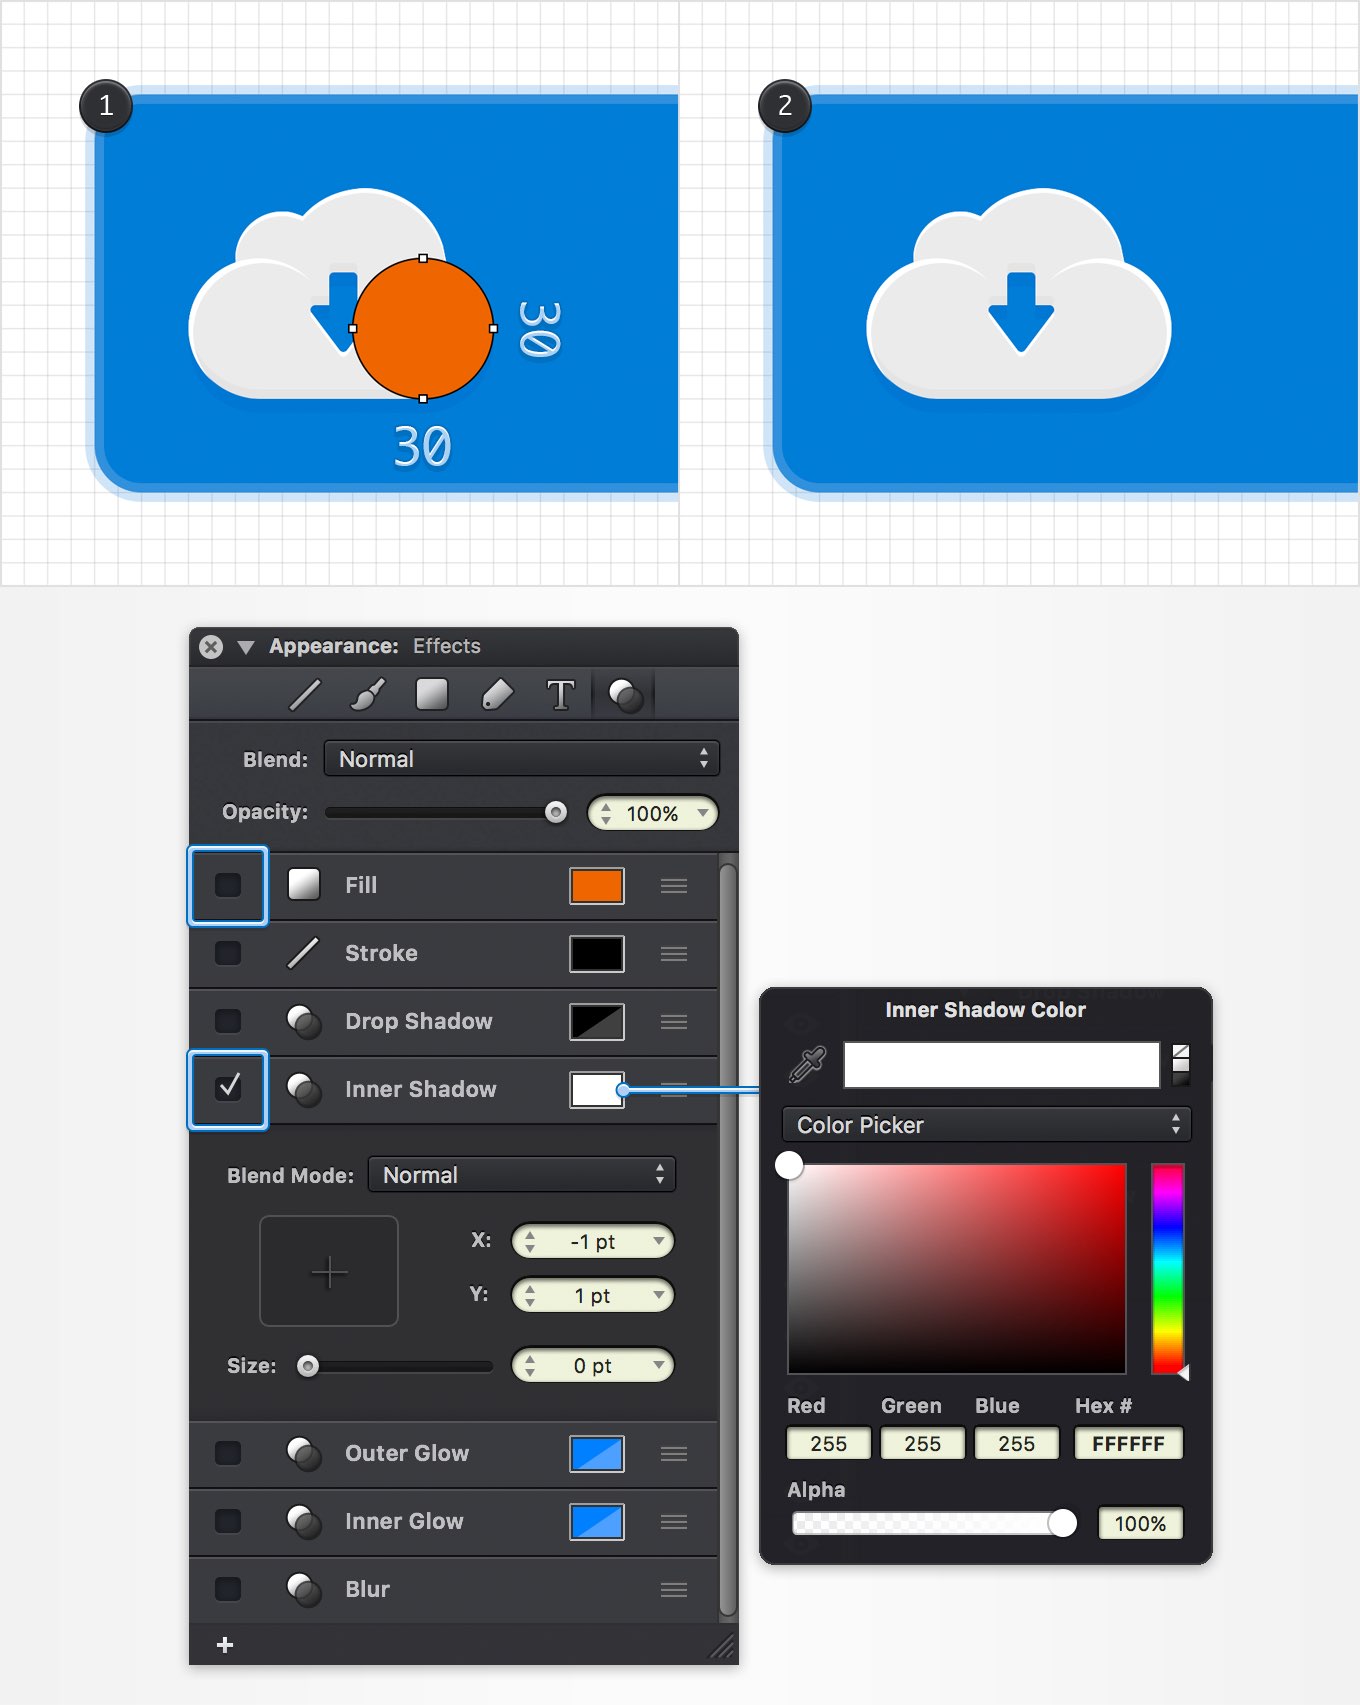 1
2
30
30
Appearance: Effects
T
Blend: Normal
Opacity: 100%
Fill
Stroke
Drop Shadow
Inner Shadow
Blend Mode: Normal
X: -1 pt
Y: 1 pt
Size: 0 pt
Outer Glow
Inner Glow
Blur
+
Inner Shadow Color
Color Picker
Red Green Blue Hex #
255 255 255 FFFFFF
Alpha
100%